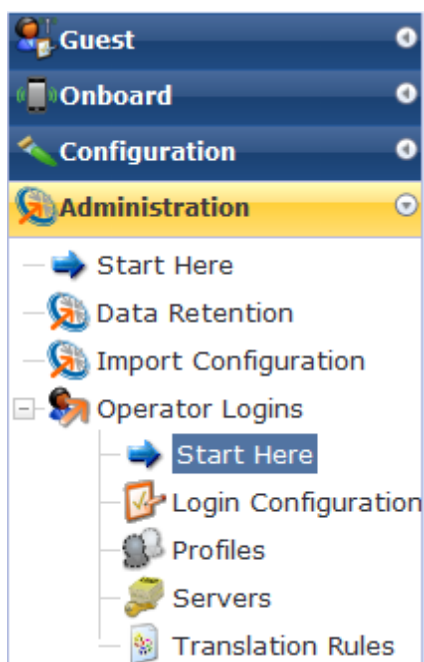 Guest
Onboard
Configuration
Administration
Start Here
Data Retention
Import Configuration
Operator Logins
Start Here
Login Configuration
Profiles
Servers
Translation Rules